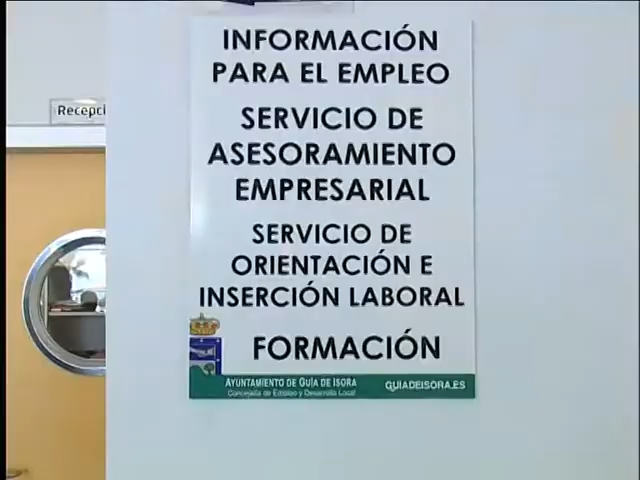 Recepci
INFORMACIÓN
PARA EL EMPLEO
SERVICIO DE
ASESORAMIENTO
EMPRESARIAL
SERVICIO DE
ORIENTACIÓN E
INSERCIÓN LABORAL
FORMACIÓN
AYUNTAMIENTO DE GUÍA DE ISORA
Concejalía de Empleo y Desarrollo Local
GUIADEISORA.ES